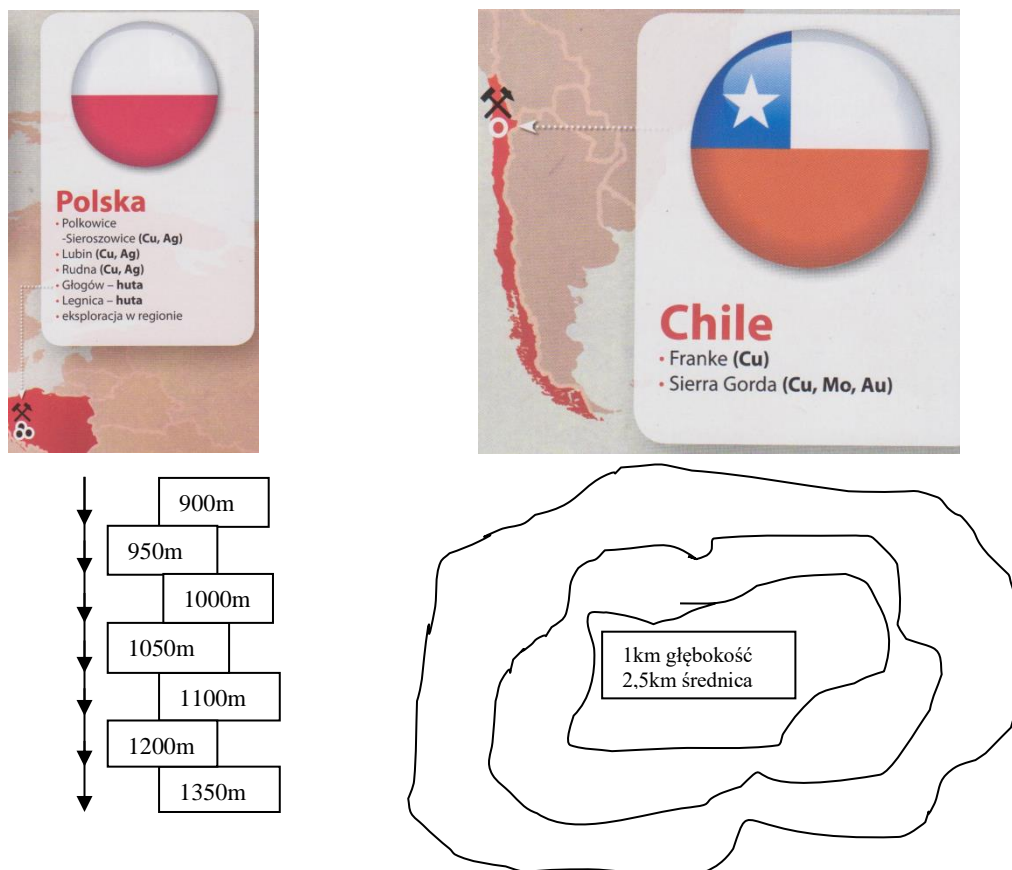 Polska
• Polkowice
-Sieroszowice (Cu, Ag)
• Lubin (Cu, Ag)
• Rudna (Cu, Ag)
• Głogów – huta
• Legnica – huta
• eksploracja w regionie
Chile
• Franke (Cu)
• Sierra Gorda (Cu, Mo, Au)
900m
950m
1000m
1050m
1100m
1200m
1350m
1km głębokość
2,5km średnica